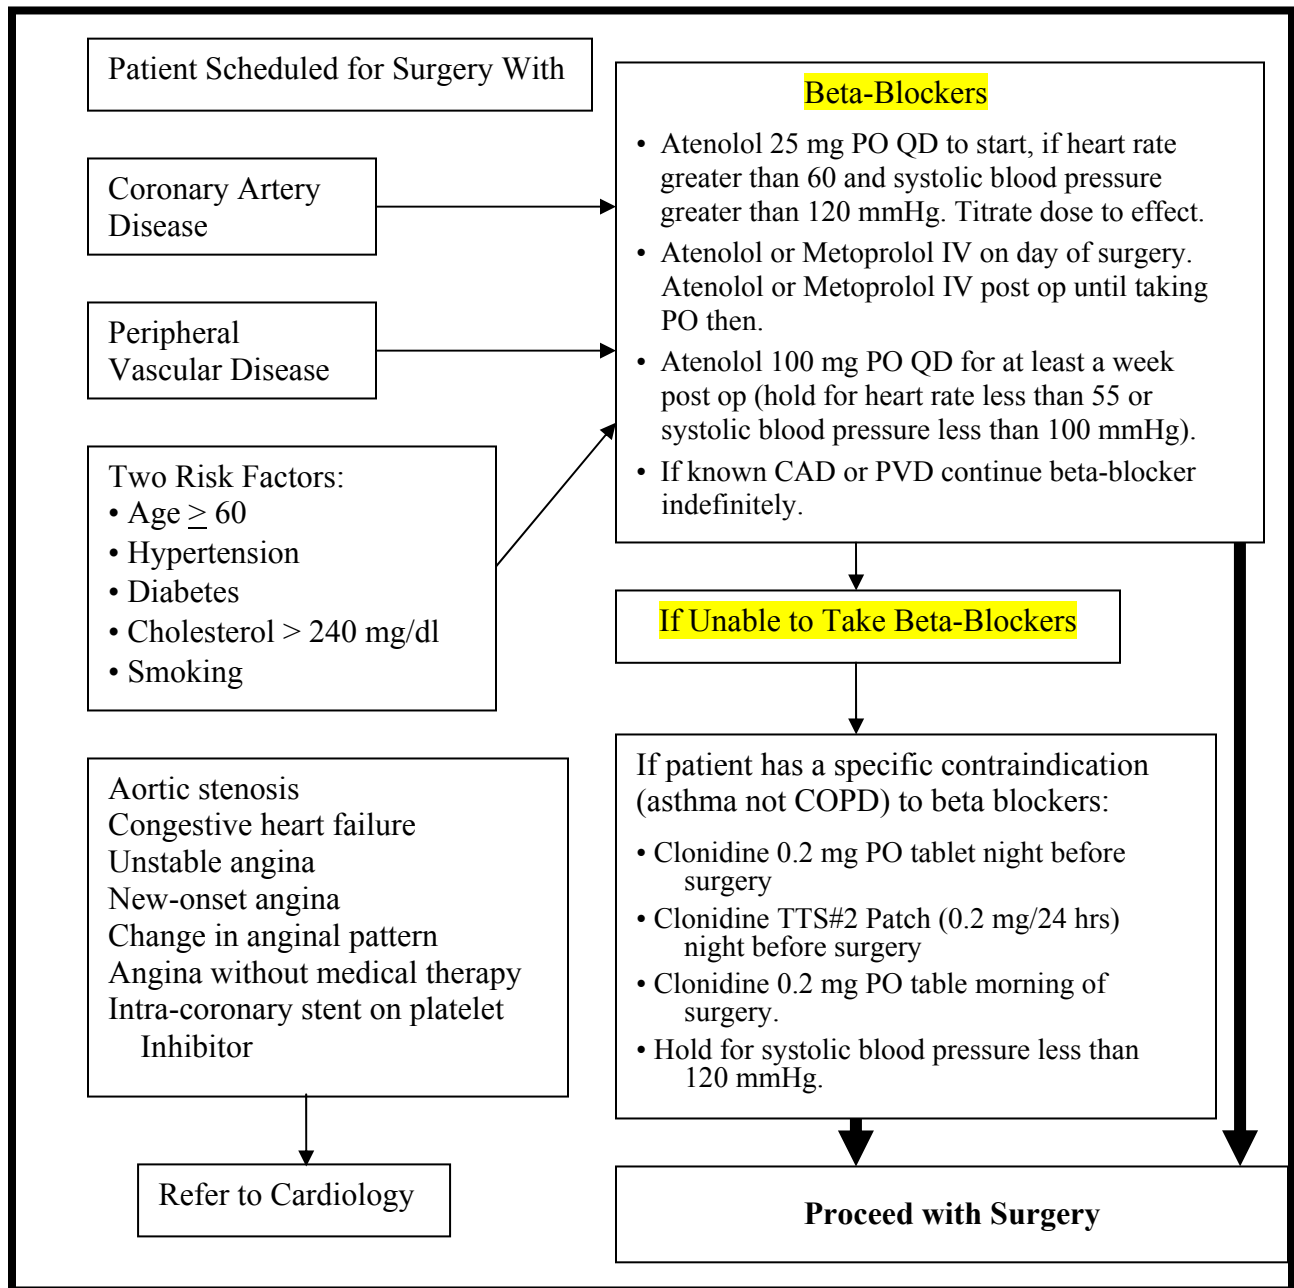 Patient Scheduled for Surgery With
Coronary Artery
Disease
Peripheral
Vascular Disease
Two Risk Factors:
• Age ≥ 60
• Hypertension
• Diabetes
• Cholesterol > 240 mg/dl
• Smoking
Beta-Blockers
• Atenolol 25 mg PO QD to start, if heart rate
greater than 60 and systolic blood pressure
greater than 120 mmHg. Titrate dose to effect.
• Atenolol or Metoprolol IV on day of surgery.
Atenolol or Metoprolol IV post op until taking
PO then.
• Atenolol 100 mg PO QD for at least a week
post op (hold for heart rate less than 55 or
systolic blood pressure less than 100 mmHg).
• If known CAD or PVD continue beta-blocker
indefinitely.
If Unable to Take Beta-Blockers
If patient has a specific contraindication
(asthma not COPD) to beta blockers:
• Clonidine 0.2 mg PO tablet night before
surgery
• Clonidine TTS#2 Patch (0.2 mg/24 hrs)
night before surgery
• Clonidine 0.2 mg PO table morning of
surgery.
• Hold for systolic blood pressure less than
120 mmHg.
Aortic stenosis
Congestive heart failure
Unstable angina
New-onset angina
Change in anginal pattern
Angina without medical therapy
Intra-coronary stent on platelet
Inhibitor
Refer to Cardiology
Proceed with Surgery